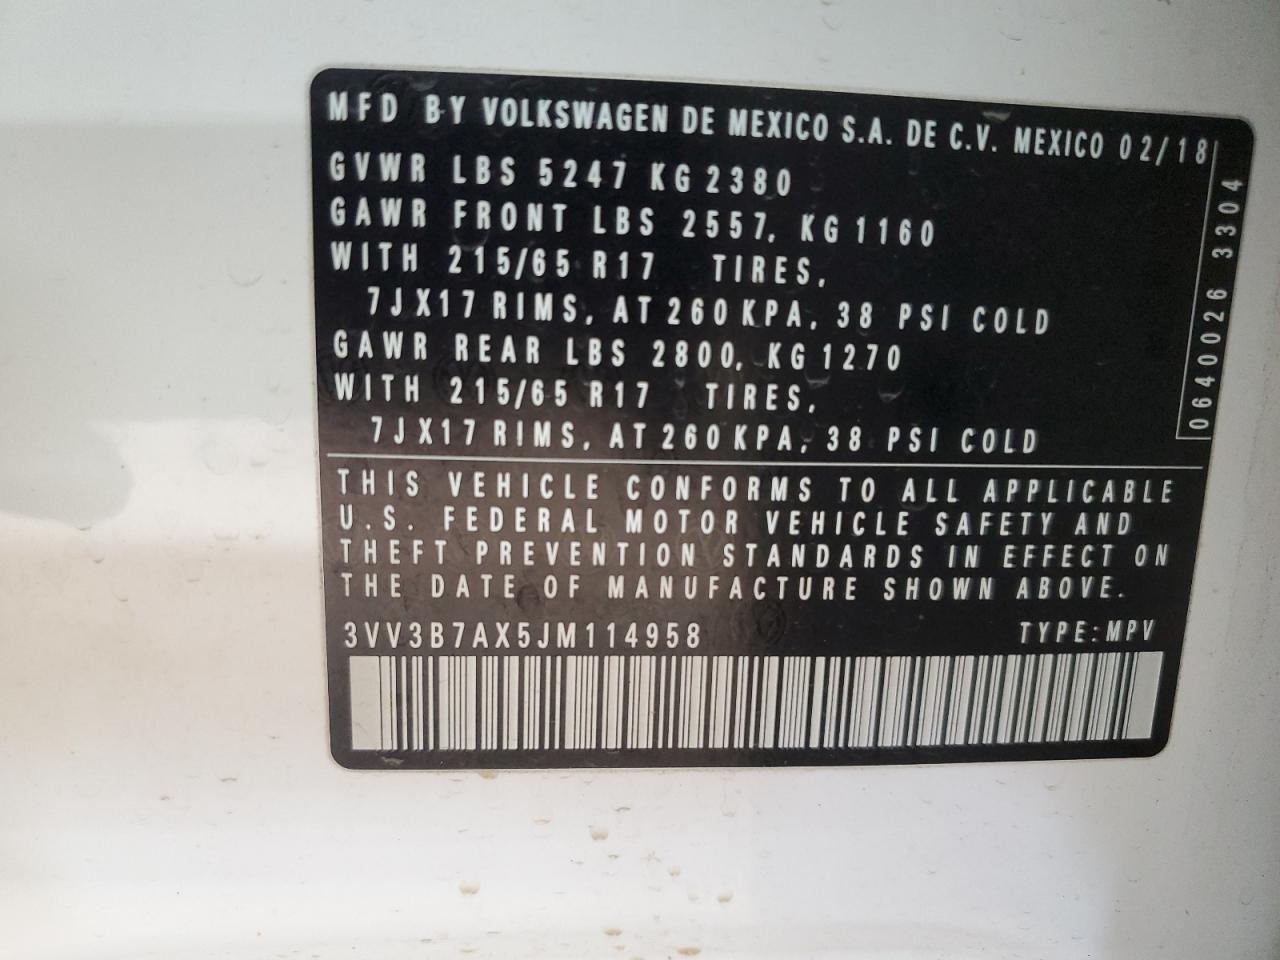 MFD BY VOLKSWAGEN DE MEXICO S.A. DE C.V. MEXICO 02/18
GVWR LBS 5247 KG 2380
GAWR FRONT LBS 2557, KG 1160
WITH 215/65 R17 TIRES,
7JX17 RIMS, AT 260 KPA, 38 PSI COLD
GAWR REAR LBS 2800, KG 1270
WITH 215/65 R17 TIRES,
7JX17 RIMS, AT 260 KPA, 38 PSI COLD
0640026 3304
THIS VEHICLE CONFORMS TO ALL APPLICABLE
U.S. FEDERAL MOTOR VEHICLE SAFETY AND
THEFT PREVENTION STANDARDS IN EFFECT ON
THE DATE OF MANUFACTURE SHOWN ABOVE.
3VV3B7AX5JM114958 TYPE: MPV